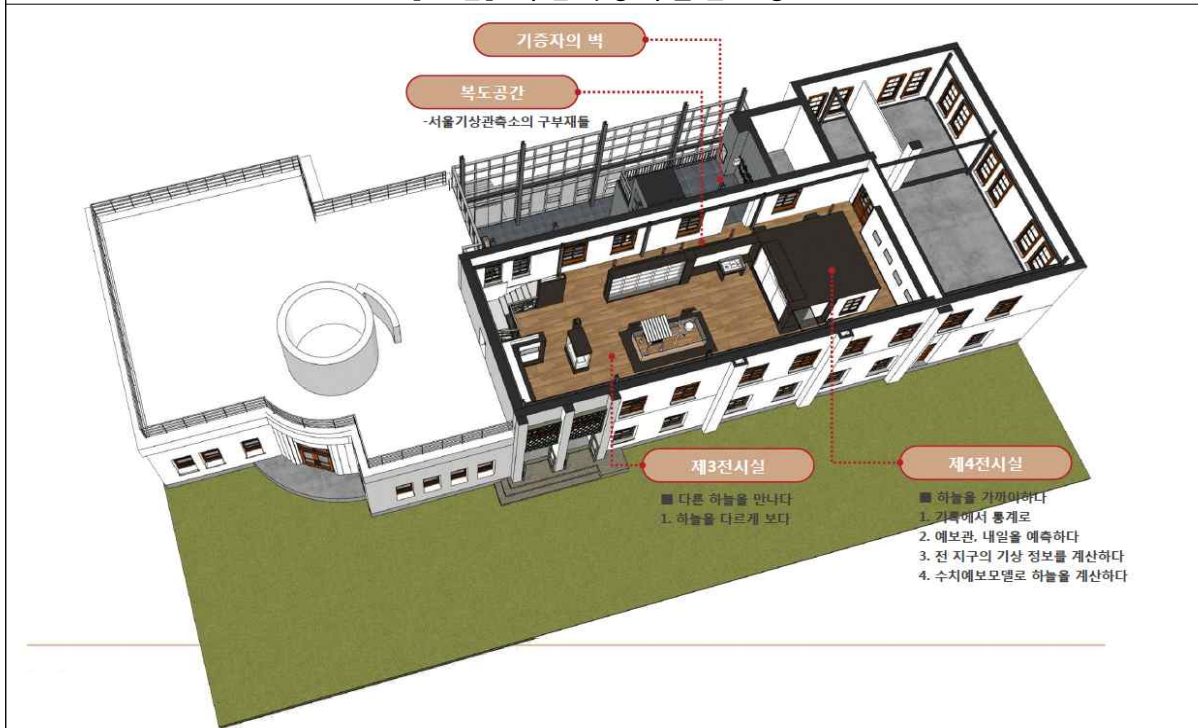 기증자의 벽
복도공간
-서울기상관측소의 구부재들
제3전시실
■ 다른 하늘을 만나다
1. 하늘을 다르게 보다
제4전시실
■ 하늘을 가까이하다
1. 기록에서 통계로
2. 예보관, 내일을 예측하다
3. 전 지구의 기상 정보를 계산하다
4. 수치예보모델로 하늘을 계산하다